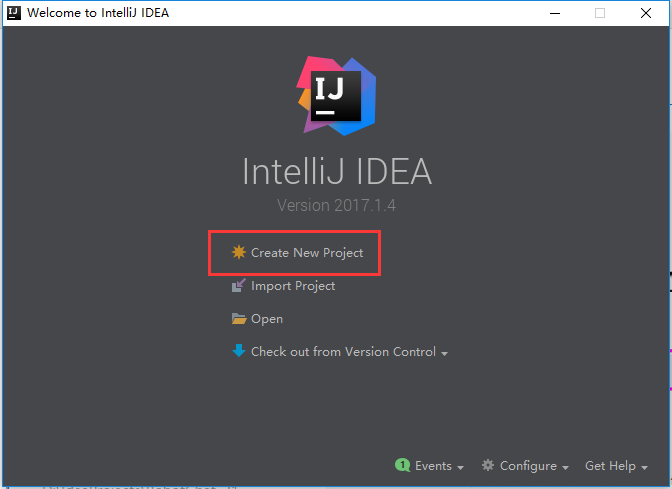 Welcome to IntelliJ IDEA
IJ
IntelliJ IDEA
Version 2017.1.4
Create New Project
Import Project
Open
Check out from Version Control
1 Events Configure Get Help